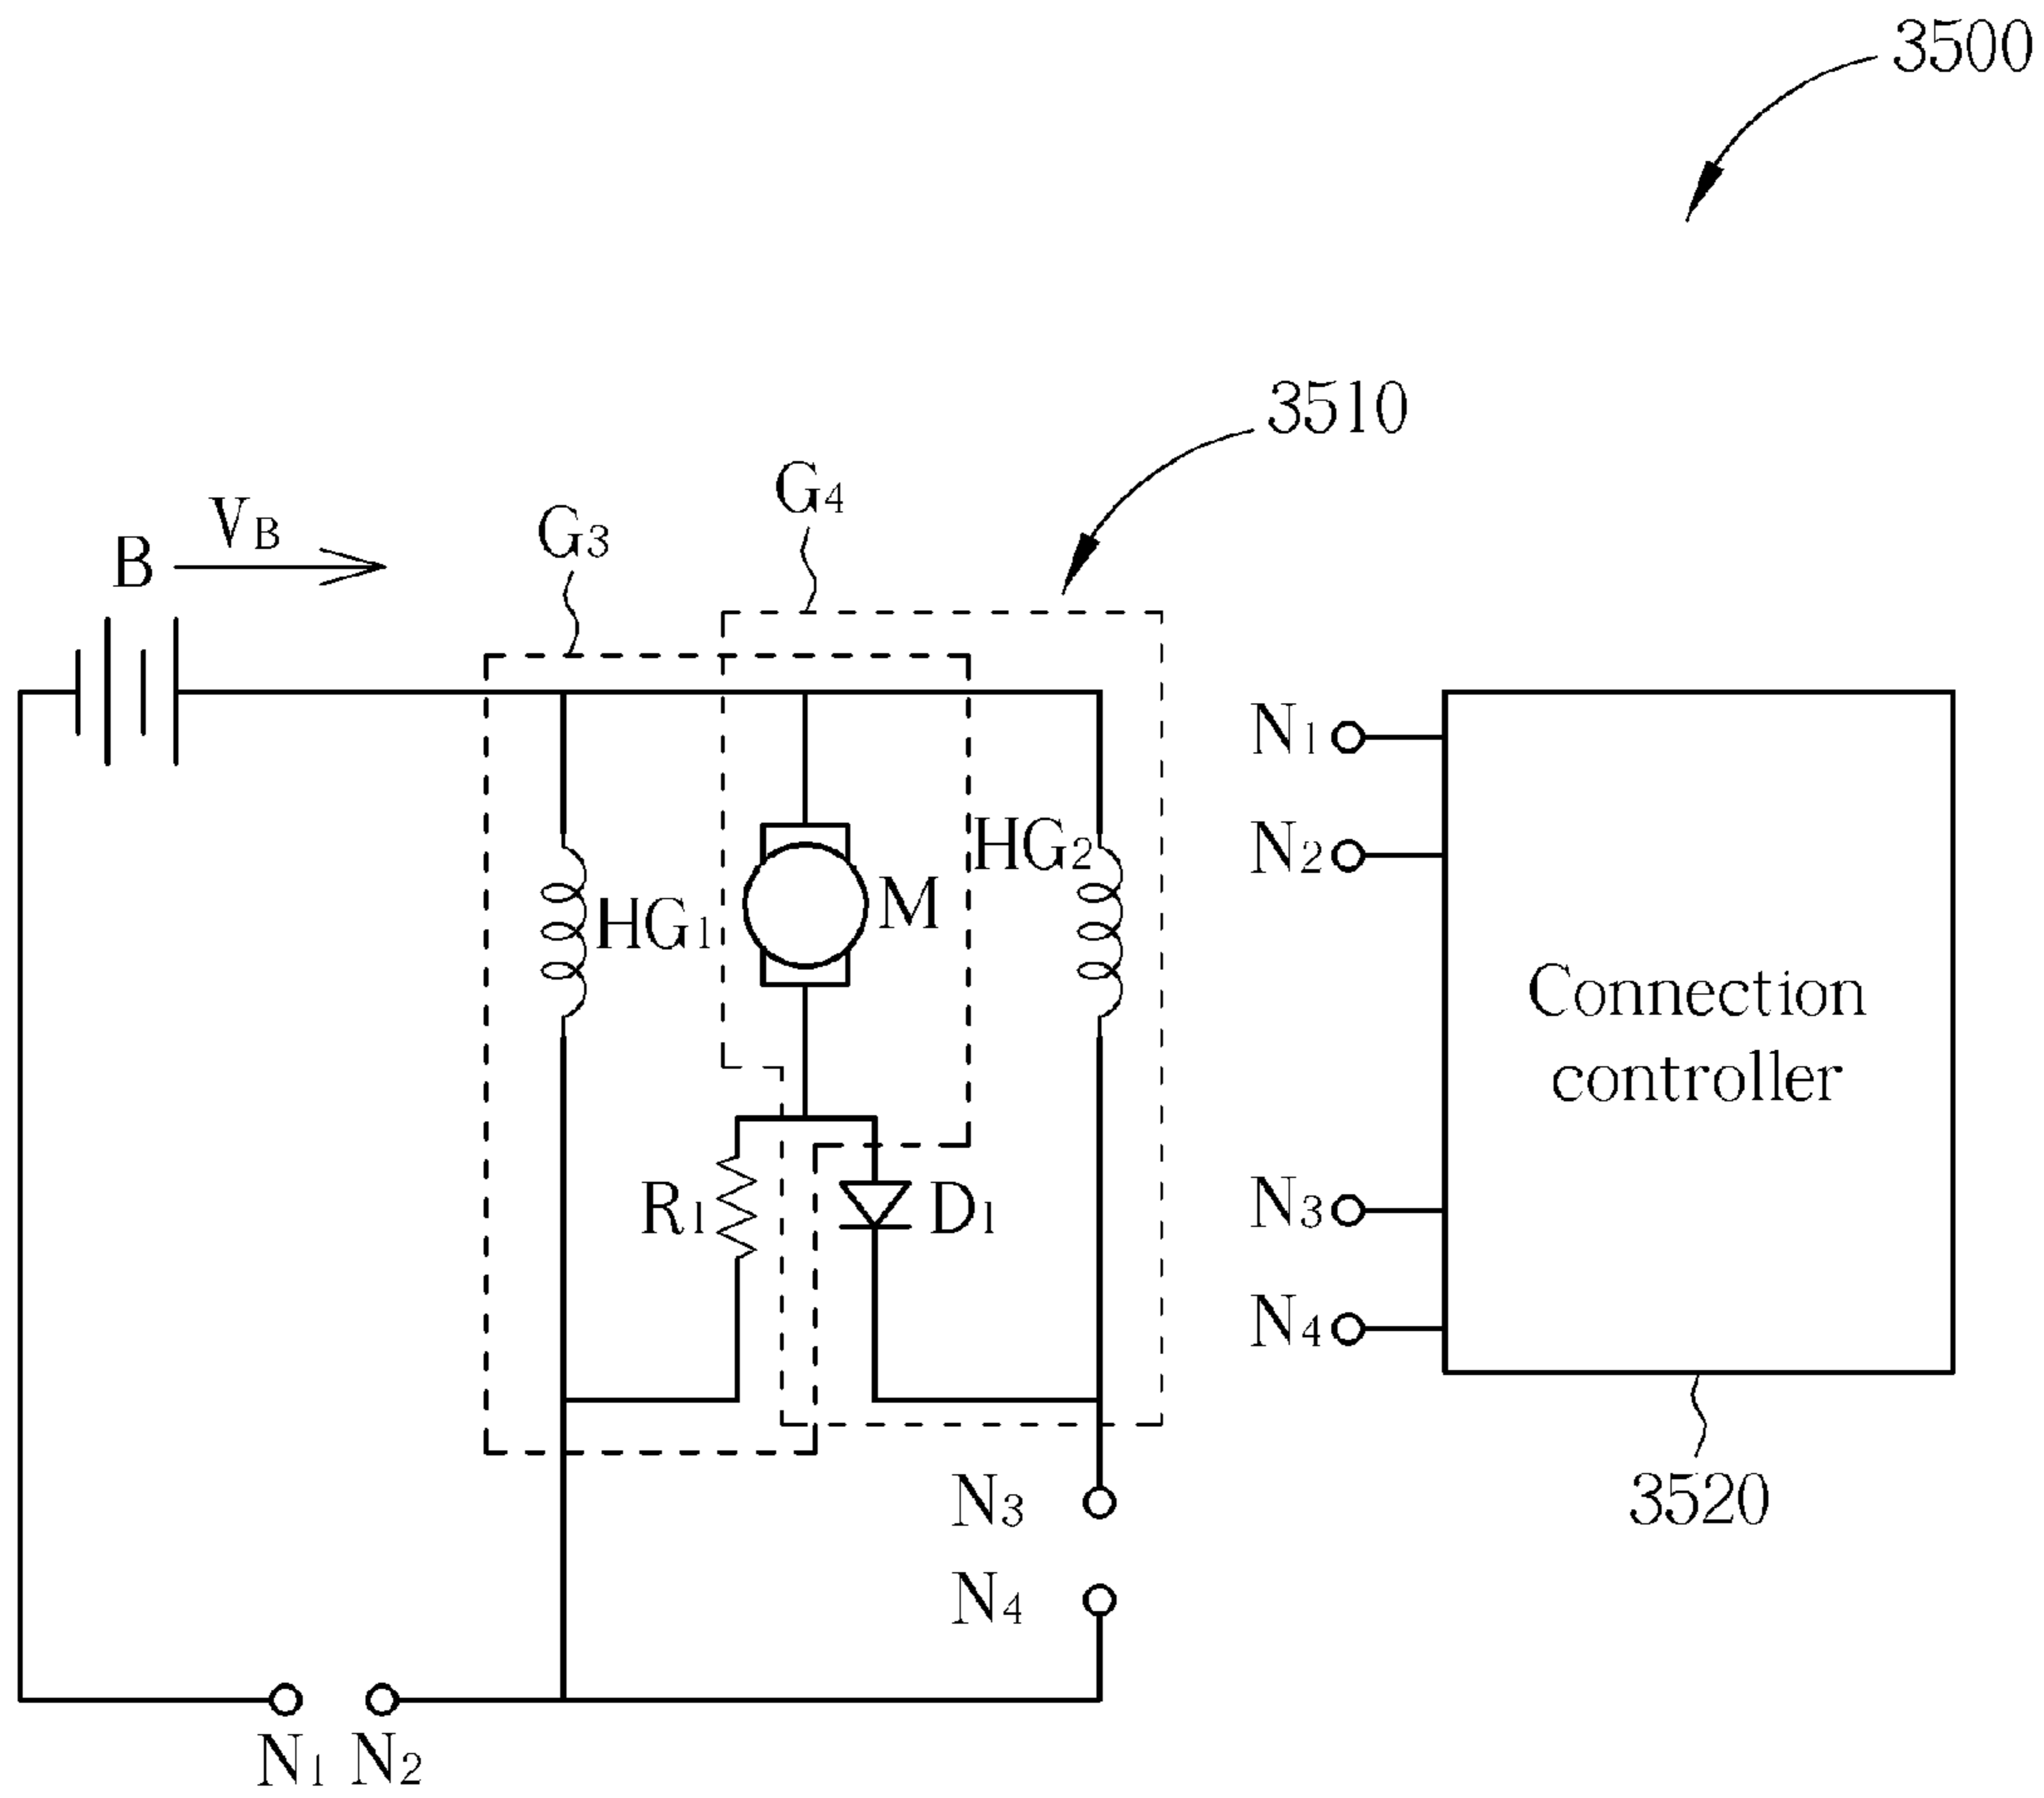 3500
3510
G4
G3
VB
B
N1
HG2
N2
M
HG1
Connection
controller
R1
D1
N3
N4
N3
3520
N4
N1
N2